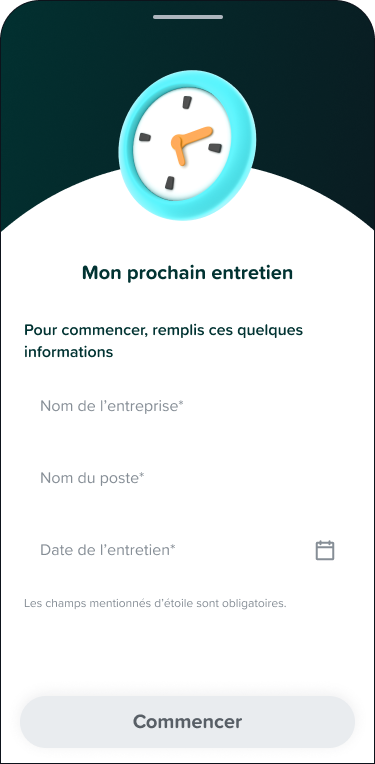 Mon prochain entretien
Pour commencer, remplis ces quelques
informations
Nom de l’entreprise*
Nom du poste*
Date de l’entretien*
Les champs mentionnés d’étoile sont obligatoires.
Commencer